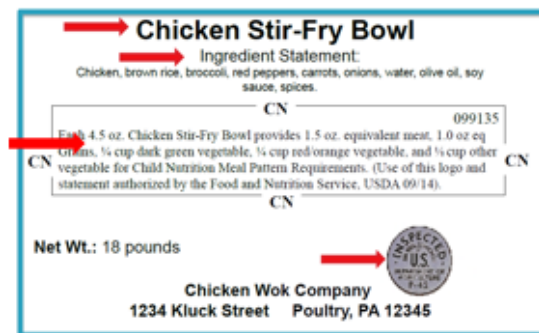 Chicken Stir-Fry Bowl
Ingredient Statement:
Chicken, brown rice, broccoli, red peppers, carrots, onions, water, olive oil, soy
sauce, spices.
CN
099135
Each 4.5 oz. Chicken Stir-Fry Bowl provides 1.5 oz. equivalent meat, 1.0 oz eq
CN Grains, ¼ cup dark green vegetable, ¼ cup red/orange vegetable, and ⅛ cup other CN
vegetable for Child Nutrition Meal Pattern Requirements. (Use of this logo and
statement authorized by the Food and Nutrition Service, USDA 09/14).
CN
Net Wt.: 18 pounds
INSPECTED
U.S.
DEPARTMENT OF
AGRICULTURE
P-42
Chicken Wok Company
1234 Kluck Street Poultry, PA 12345